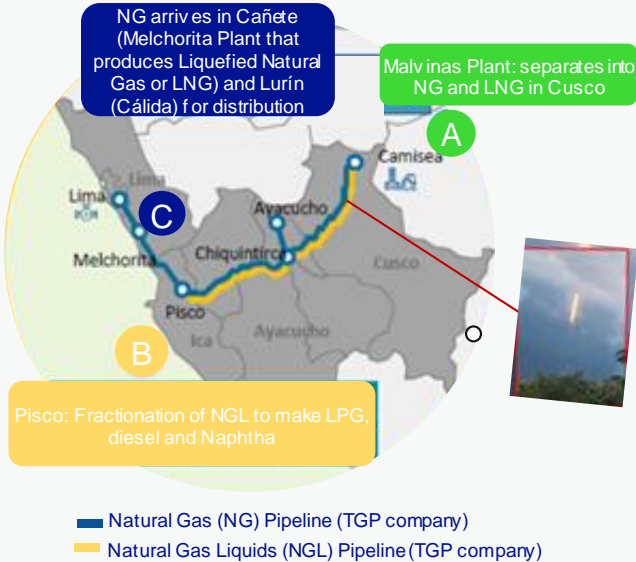 NG arrives in Cañete
(Melchorita Plant that
produces Liquefied Natural
Gas or LNG) and Lurín
(Cálida) for distribution
Malvinas Plant: separates into
NG and LNG in Cusco
A
Camisea
Lima
Lima
C
Ayacucho
Melchorita
Chiquintirca
Cusco
Pisco
Ica
Ayacucho
B
Pisco: Fractionation of NGL to make LPG,
diesel and Naphtha
Natural Gas (NG) Pipeline (TGP company)
Natural Gas Liquids (NGL) Pipeline (TGP company)